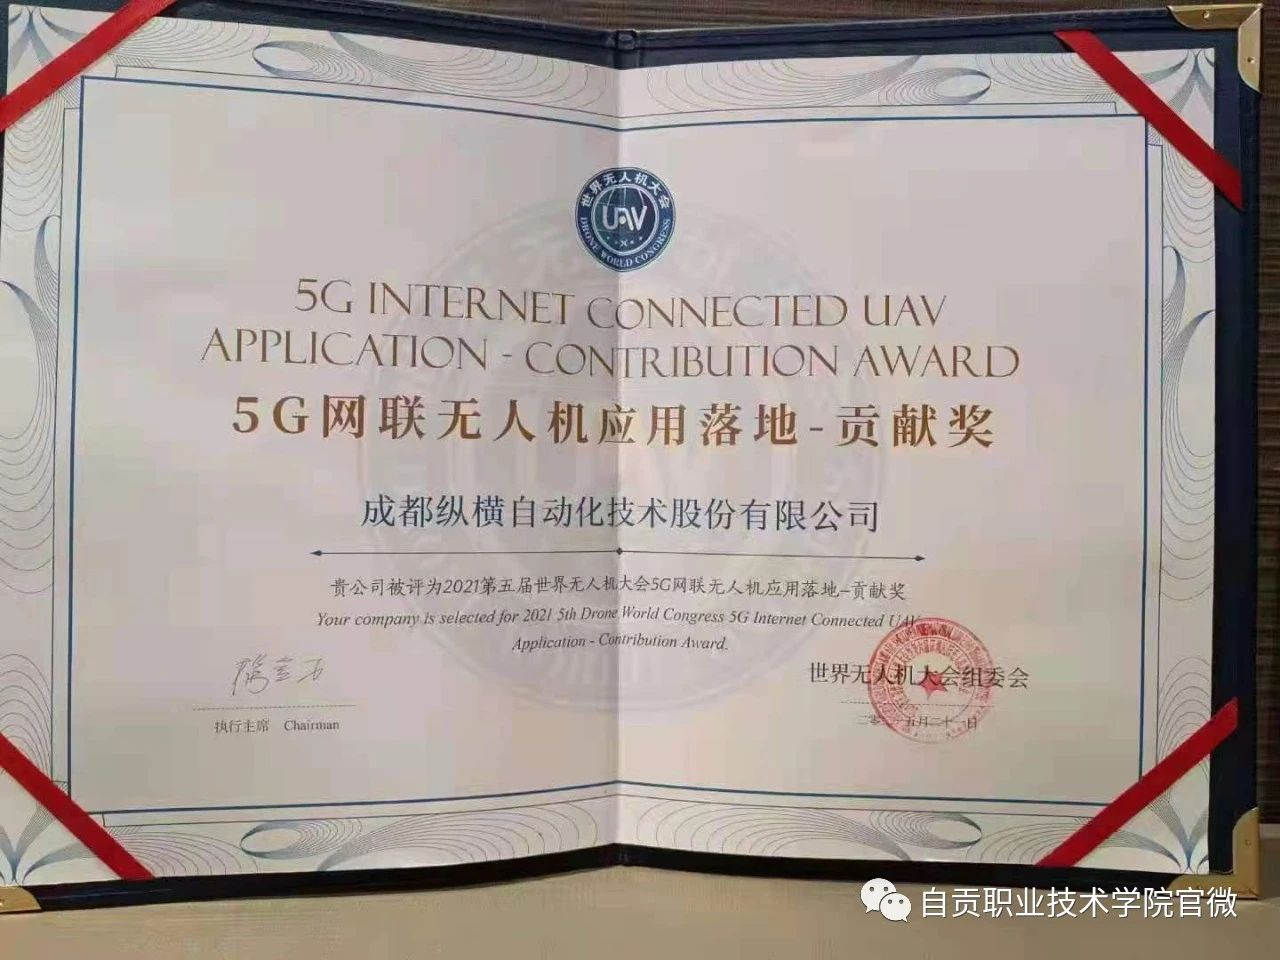 世界无人机大会
UAV
DRONE WORLD CONGRESS
5G INTERNET CONNECTED UAV
APPLICATION - CONTRIBUTION AWARD
5G网联无人机应用落地-贡献奖
成都纵横自动化技术股份有限公司
贵公司被评为2021第五届世界无人机大会5G网联无人机应用落地-贡献奖
Your company is selected for 2021 5th Drone World Congress 5G Internet Connected UAV
Application - Contribution Award.
世界无人机大会组委会
执行主席 Chairman
五月二十一日
自贡职业技术学院官微